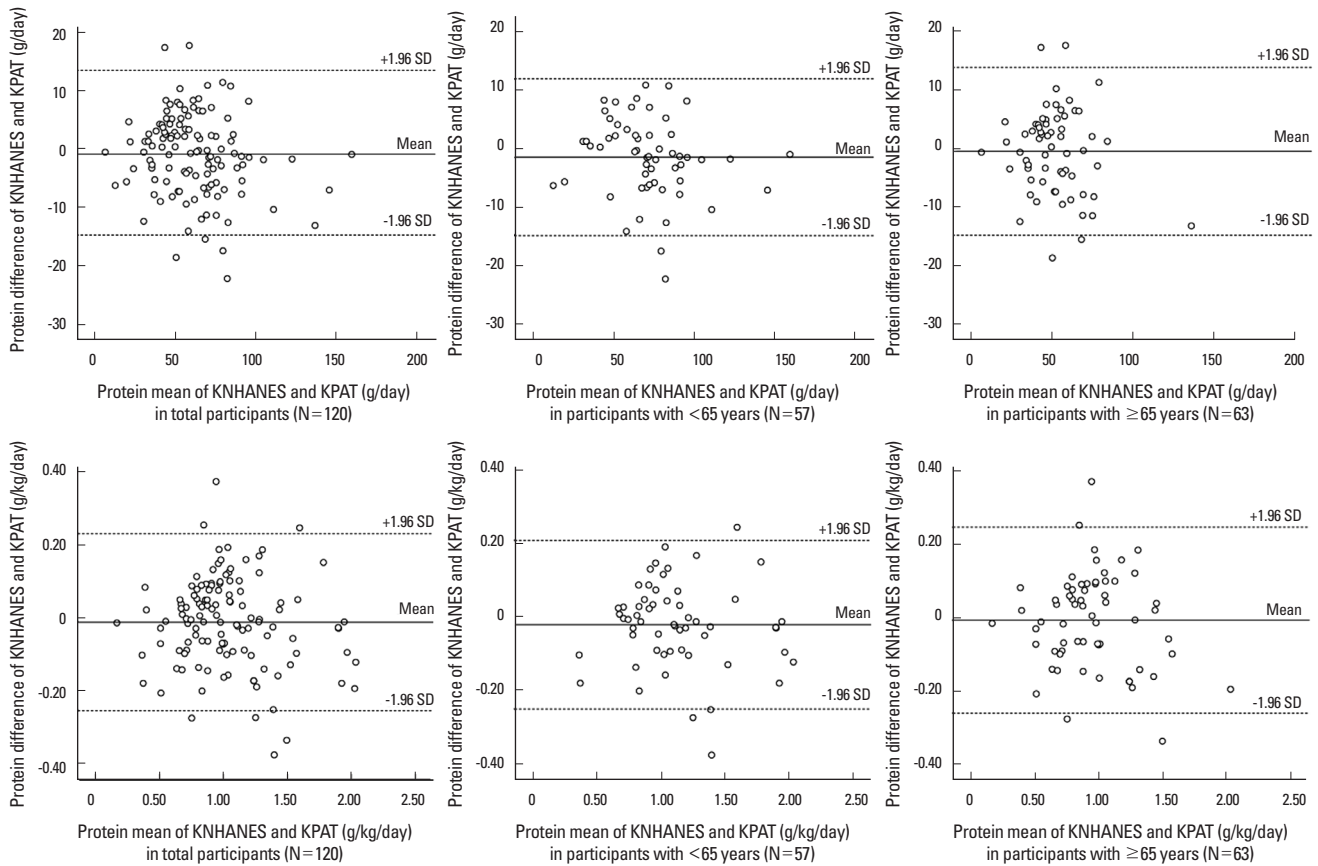 Protein difference of KNHANES and KPAT (g/day)
20
10
0
-10
-20
-30
+1.96 SD
Mean
-1.96 SD
0 50 100 150 200
Protein mean of KNHANES and KPAT (g/day)
in total participants (N=120)
Protein difference of KNHANES and KPAT (g/day)
20
10
0
-10
-20
-30
+1.96 SD
Mean
-1.96 SD
0 50 100 150 200
Protein mean of KNHANES and KPAT (g/day)
in participants with <65 years (N=57)
Protein difference of KNHANES and KPAT (g/day)
20
10
0
-10
-20
-30
+1.96 SD
Mean
-1.96 SD
0 50 100 150 200
Protein mean of KNHANES and KPAT (g/day)
in participants with ≥65 years (N=63)
Protein difference of KNHANES and KPAT (g/kg/day)
0.40
0.20
0
-0.20
-0.40
+1.96 SD
Mean
-1.96 SD
0 0.50 1.00 1.50 2.00 2.50
Protein mean of KNHANES and KPAT (g/kg/day)
in total participants (N=120)
Protein difference of KNHANES and KPAT (g/kg/day)
0.40
0.20
0
-0.20
-0.40
+1.96 SD
Mean
-1.96 SD
0 0.50 1.00 1.50 2.00 2.50
Protein mean of KNHANES and KPAT (g/kg/day)
in participants with <65 years (N=57)
Protein difference of KNHANES and KPAT (g/kg/day)
0.40
0.20
0
-0.20
-0.40
+1.96 SD
Mean
-1.96 SD
0 0.50 1.00 1.50 2.00 2.50
Protein mean of KNHANES and KPAT (g/kg/day)
in participants with ≥65 years (N=63)